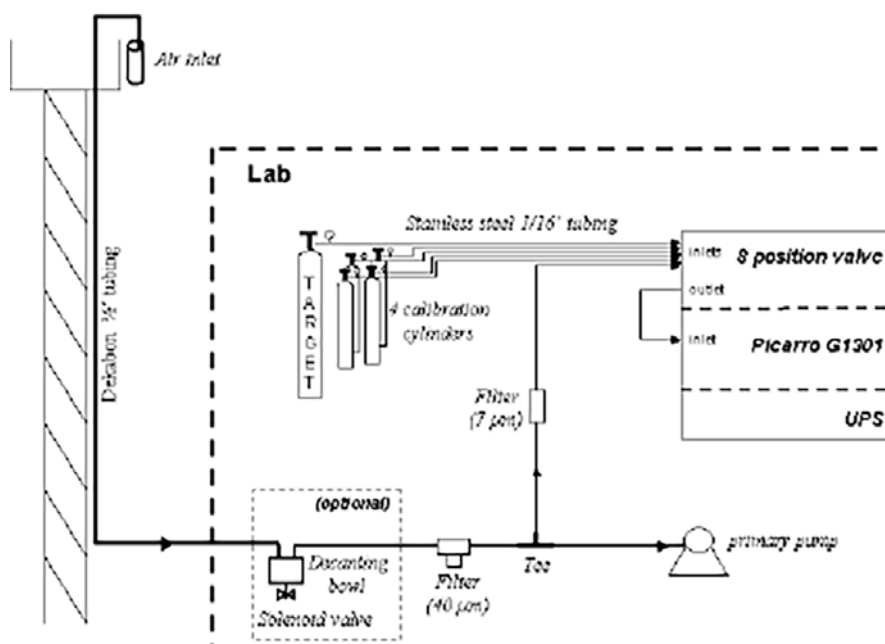 Air inlet
Lab
Stainless steel 1/16' tubing
inlets
8 position valve
outlet
TARGET
4 calibration
cylinders
inlet
Picarro G1301
Dekabon ½' tubing
Filter
(7 µm)
UPS
(optional)
Decanting
bowl
Solenoid valve
Filter
(40 µm)
Tee
primary pump